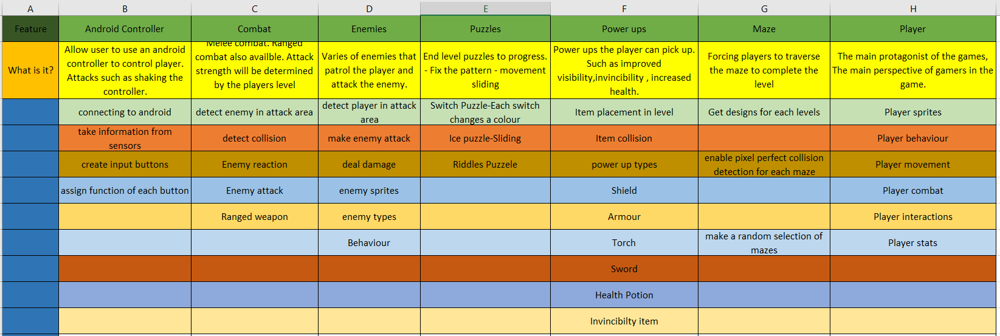 A B C D E F G H
Feature Android Controller Combat Enemies Puzzles Power ups Maze Player
What is it?
Allow user to use an android
controller to control player.
Attacks such as shaking the
controller.
Melee combat. Ranged
combat also availble. Attack
strength will be determined
by the players level
Varies of enemies that
patrol the player and
attack the enemy.
End level puzzles to progress.
- Fix the pattern - movement
sliding
Power ups the player can pick up.
Such as improved
visibility,invincibility , increased
health.
Forcing players to traverse
the maze to complete the
level
The main protagonist of the games,
The main perspective of gamers in the
game.
connecting to android
detect enemy in attack area
detect player in attack
area
Switch Puzzle-Each switch
changes a colour
Item placement in level
Get designs for each levels
Player sprites
take information from
sensors
detect collision
make enemy attack
Ice puzzle-Sliding
Item collision
Player behaviour
create input buttons
Enemy reaction
deal damage
Riddles Puzzele
power up types
enable pixel perfect collision
detection for each maze
Player movement
assign function of each button
Enemy attack
enemy sprites
Shield
Player combat
Ranged weapon
enemy types
Armour
Player interactions
Behaviour
Torch
make a random selection of
mazes
Player stats
Sword
Health Potion
Invincibilty item